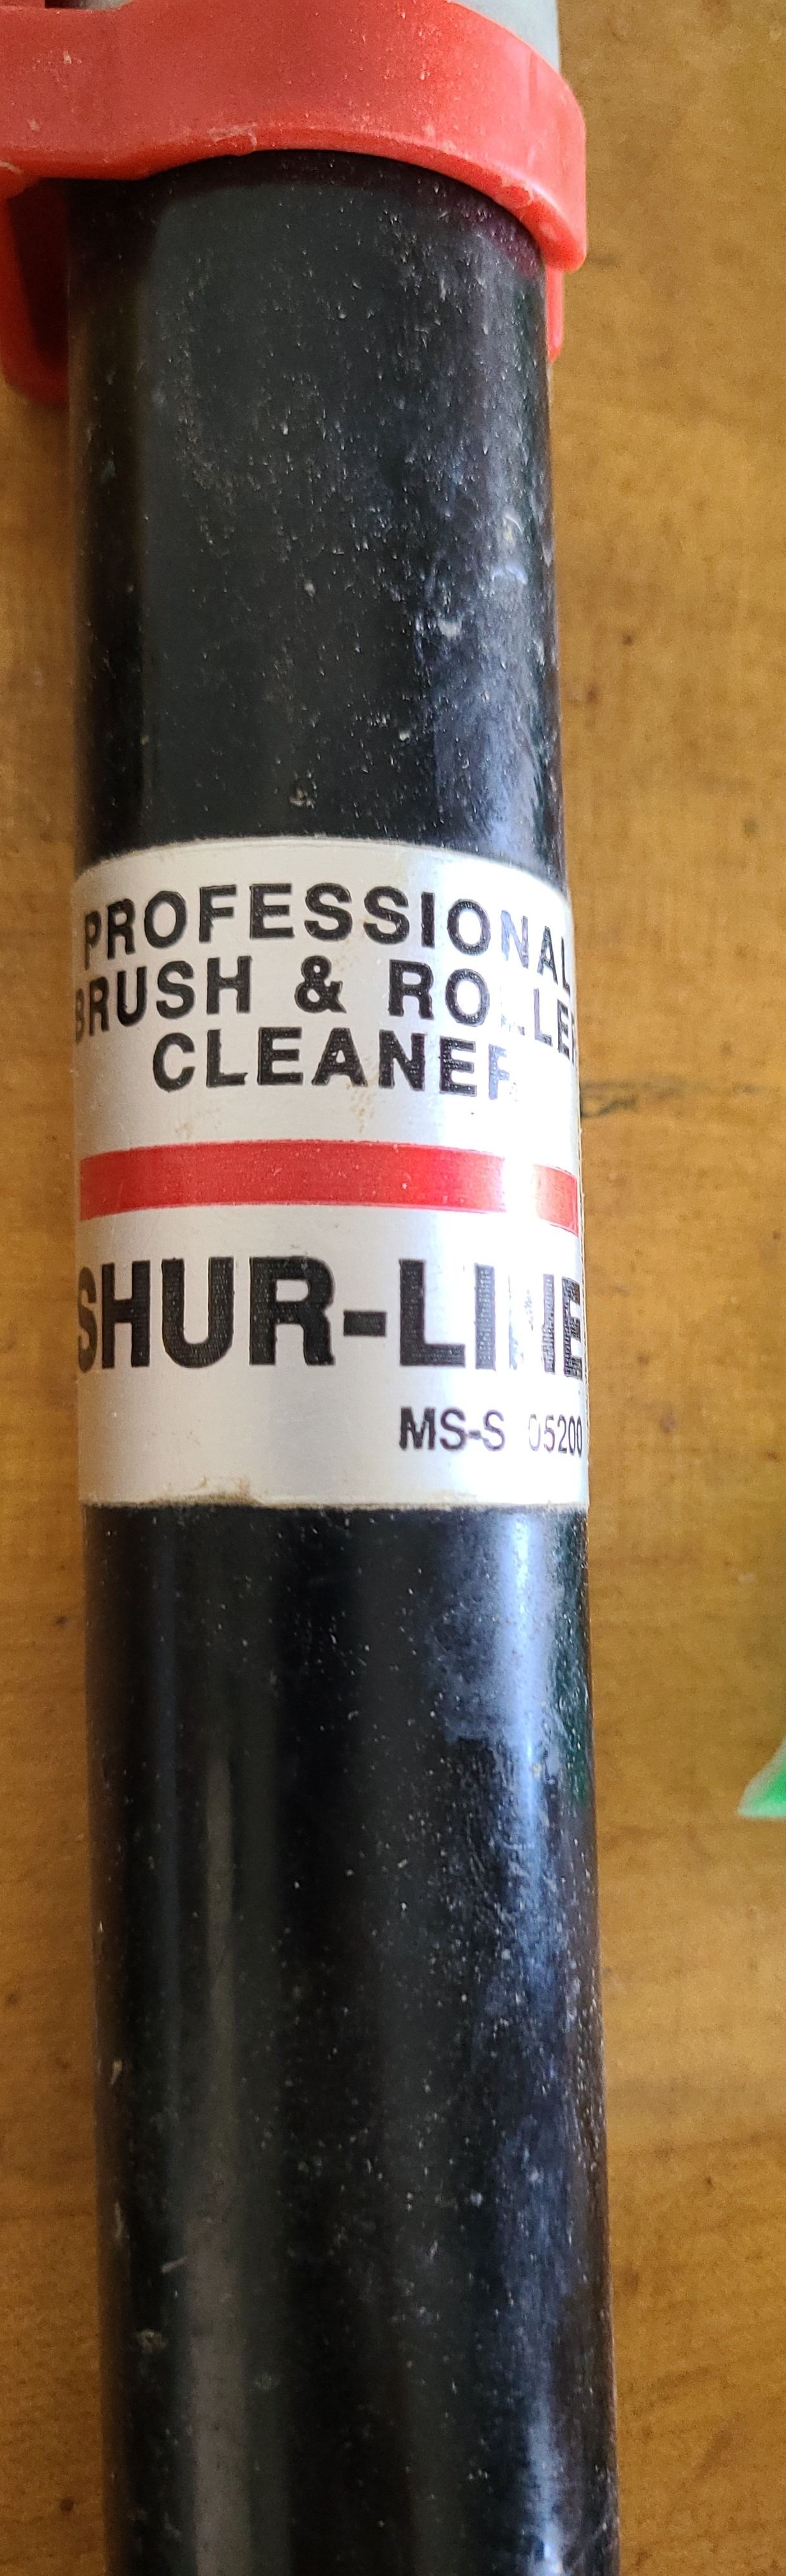 PROFESSIONAL
BRUSH & ROLLER
CLEANER
SHUR-LINE
MS-S 05200